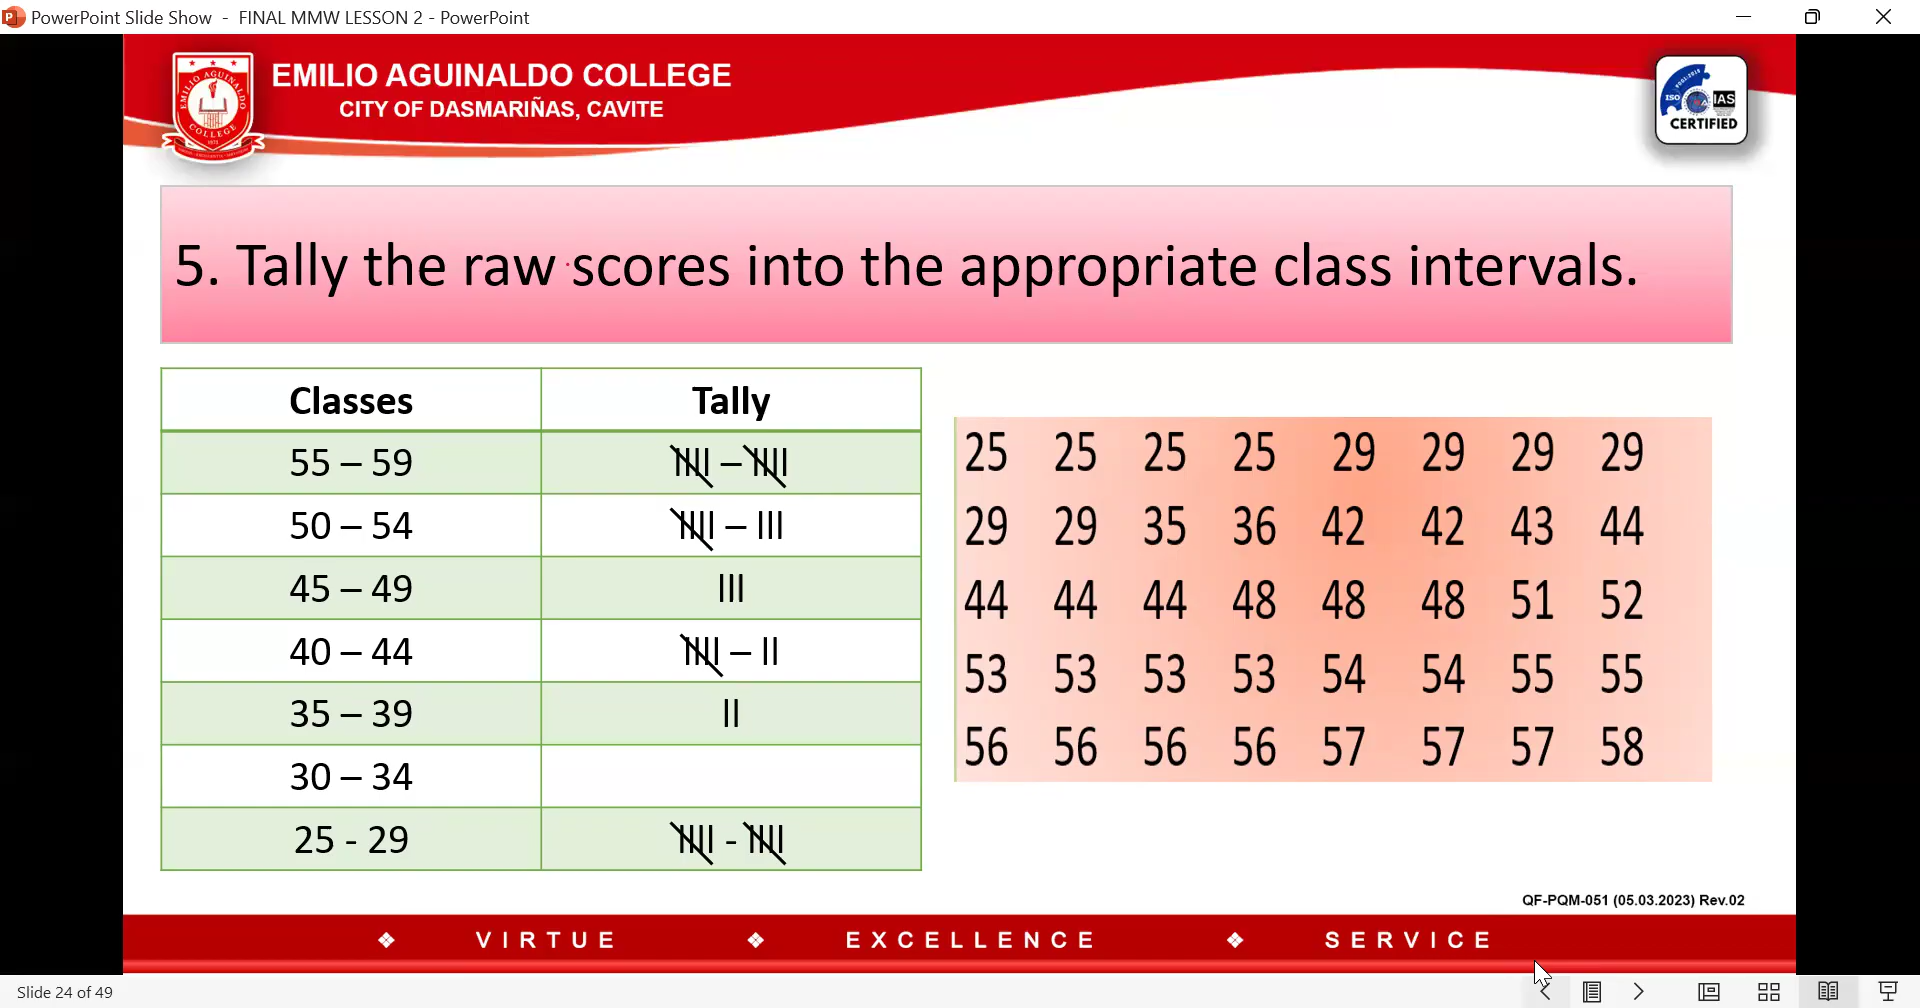 PowerPoint Slide Show - FINAL MMW LESSON 2 - PowerPoint
EMILIO AGUINALDO COLLEGE
CITY OF DASMARIÑAS, CAVITE
EMILIO AGUINALDO
COLLEGE
ISO
IAS
CERTIFIED
5. Tally the raw scores into the appropriate class intervals.
Classes Tally
55 – 59 |||| – ||||
50 – 54 |||| – |||
45 – 49 |||
40 – 44 |||| – ||
35 – 39 ||
30 – 34
25 - 29 |||| - ||||
25 25 25 25 29 29 29 29
29 29 35 36 42 42 43 44
44 44 44 48 48 48 51 52
53 53 53 53 54 54 55 55
56 56 56 56 57 57 57 58
QF-PQM-051 (05.03.2023) Rev.02
❖ VIRTUE ❖ EXCELLENCE ❖ SERVICE
Slide 24 of 49